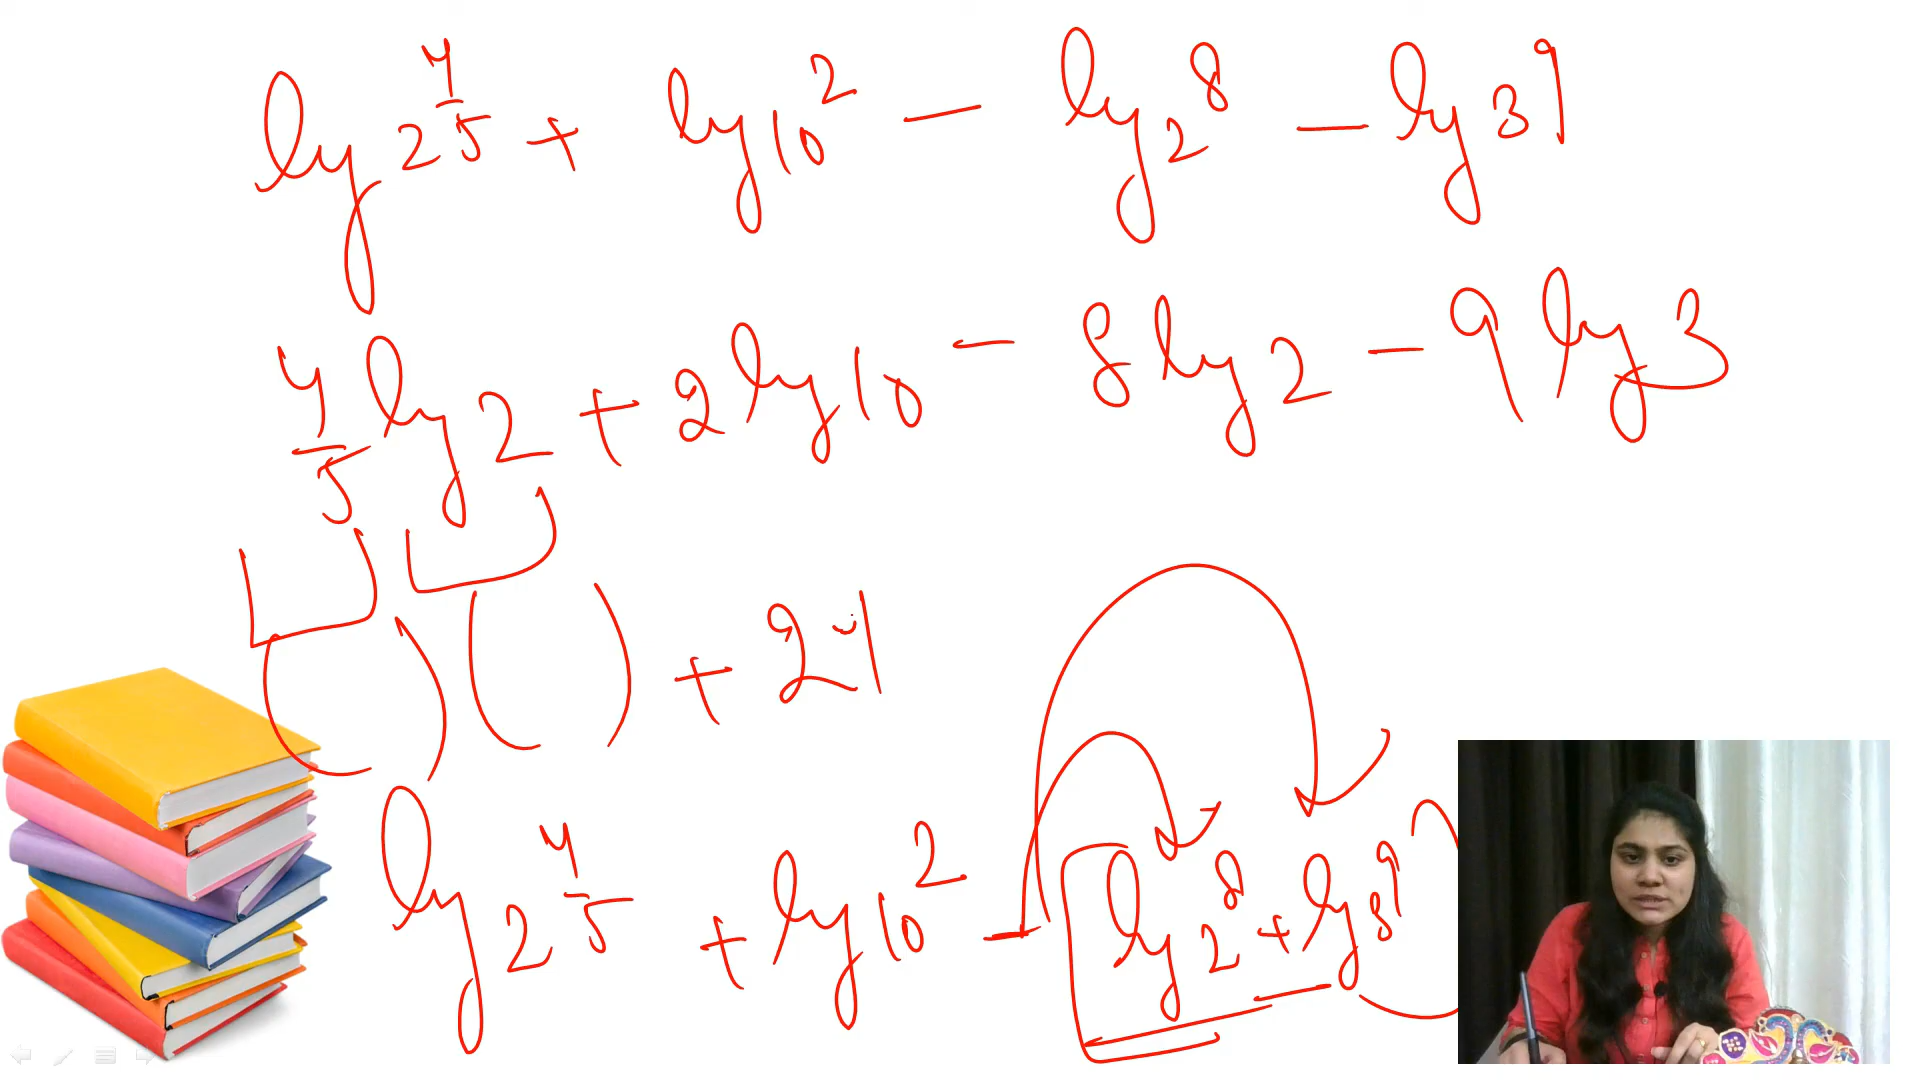 log 2^4/5 + log 10^2 - log 2^8 - log 3^9
4/5 log 2 + 2 log 10 - 8 log 2 - 9 log 3
( ) ( ) + 2 × 1
log 2^4/5 + log 10^2 - [log 2^8 + log 3^9]